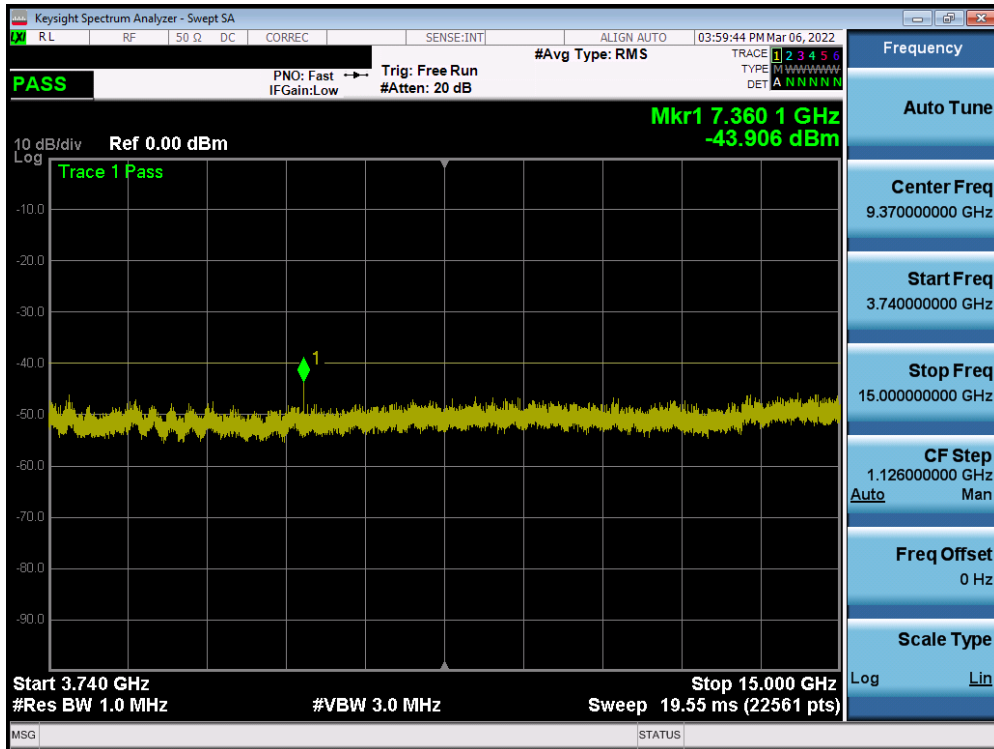 Keysight Spectrum Analyzer - Swept SA
LXI RL RF 50 Ω DC CORREC SENSE:INT ALIGN AUTO 03:59:44 PM Mar 06, 2022
#Avg Type: RMS TRACE 1 2 3 4 5 6
PNO: Fast Trig: Free Run TYPE M WWWWW
PASS IFGain:Low #Atten: 20 dB DET A N N N N N
Mkr1 7.360 1 GHz
-43.906 dBm
10 dB/div Ref 0.00 dBm
Log
Trace 1 Pass
-10.0
-20.0
-30.0
1
-40.0
-50.0
-60.0
-70.0
-80.0
-90.0
Start 3.740 GHz Stop 15.000 GHz
#Res BW 1.0 MHz #VBW 3.0 MHz Sweep 19.55 ms (22561 pts)
MSG STATUS
Frequency
Auto Tune
Center Freq
9.370000000 GHz
Start Freq
3.740000000 GHz
Stop Freq
15.000000000 GHz
CF Step
1.126000000 GHz
Auto Man
Freq Offset
0 Hz
Scale Type
Log Lin